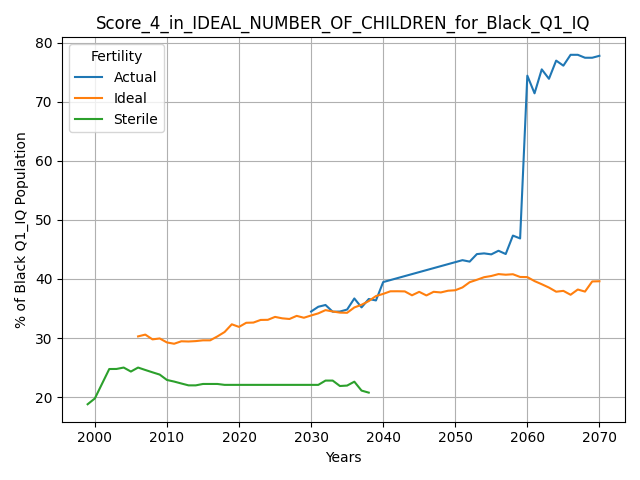 Score_4_in_IDEAL_NUMBER_OF_CHILDREN_for_Black_Q1_IQ
Fertility
Actual
Ideal
Sterile
% of Black Q1_IQ Population
80
70
60
50
40
30
20
2000 2010 2020 2030 2040 2050 2060 2070
Years